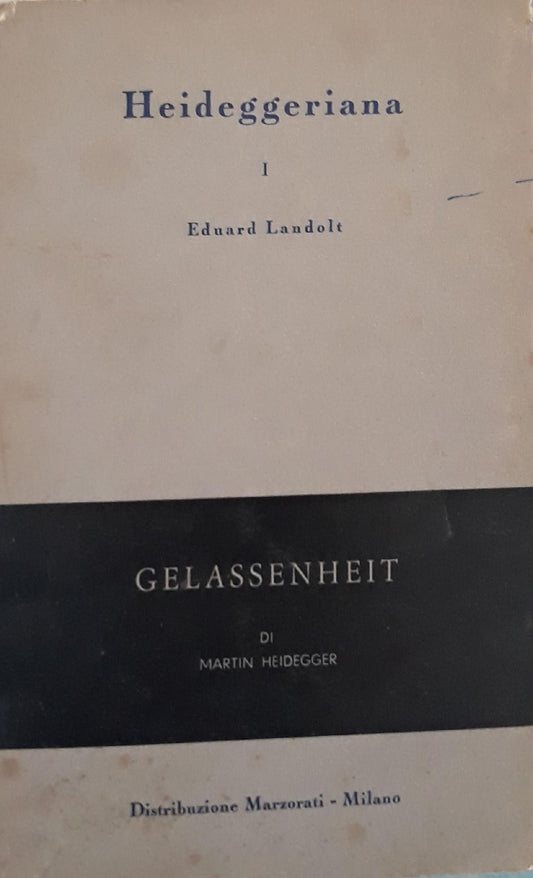 Heideggeriana
I
Eduard Landolt
GELASSENHEIT
DI
MARTIN HEIDEGGER
Distribuzione Marzorati - Milano